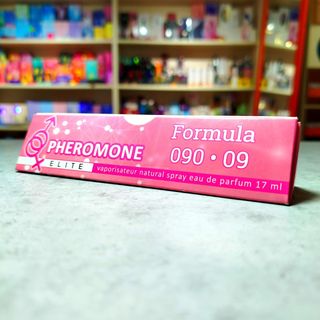 PHEROMONE
ELITE
Formula
090 • 09
vaporisateur natural spray eau de parfum 17 ml